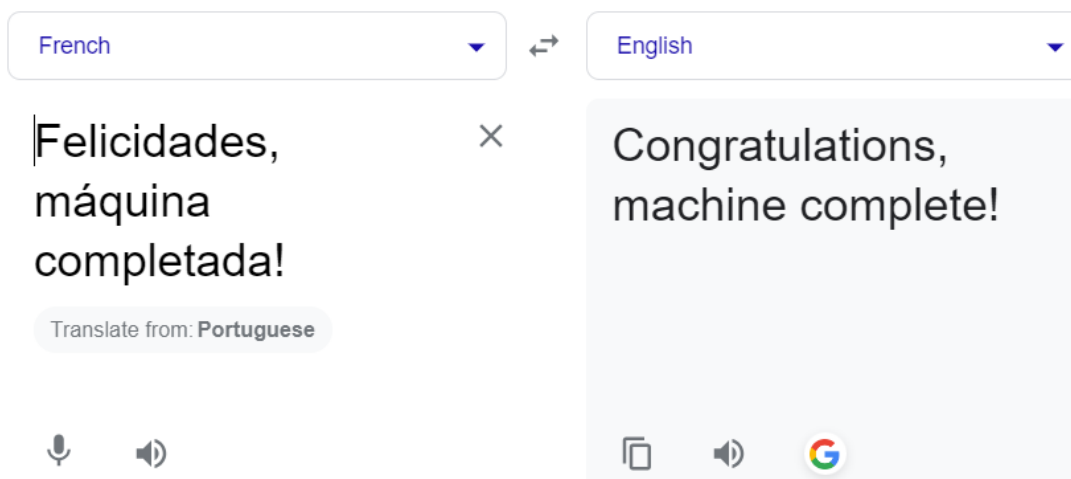 French
English
Felicidades,
máquina
completada!
Translate from: Portuguese
Congratulations,
machine complete!